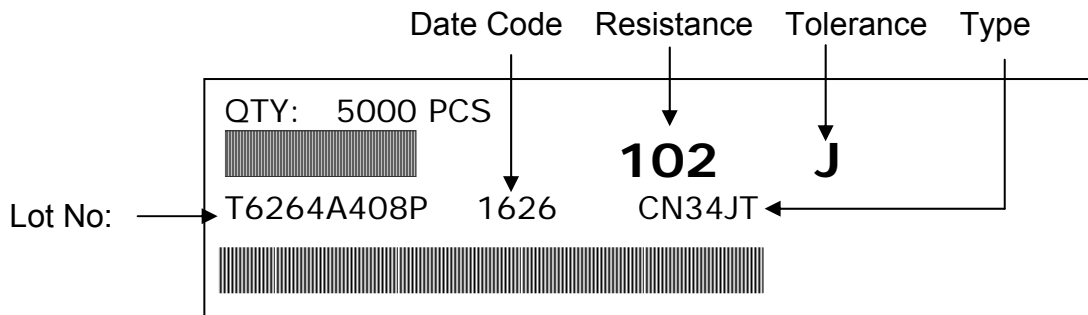 Date Code Resistance Tolerance Type
QTY: 5000 PCS
102 J
Lot No: T6264A408P 1626 CN34JT